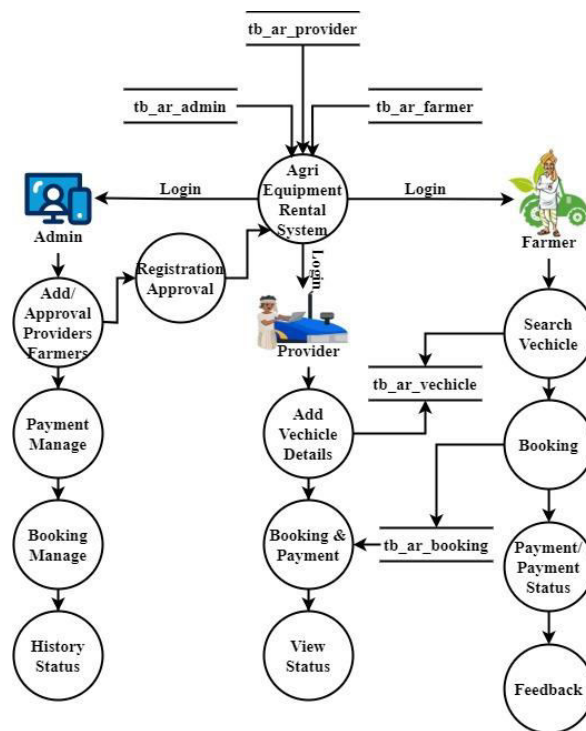 tb_ar_provider
tb_ar_admin
tb_ar_farmer
Agri
Equipment
Rental
System
Login
Login
Login
Admin
Farmer
Registration
Approval
Add/
Approval
Providers
Farmers
Provider
Search
Vechicle
tb_ar_vechicle
Payment
Manage
Add
Vechicle
Details
Booking
Booking
Manage
Booking &
Payment
tb_ar_booking
Payment/
Payment
Status
History
Status
View
Status
Feedback